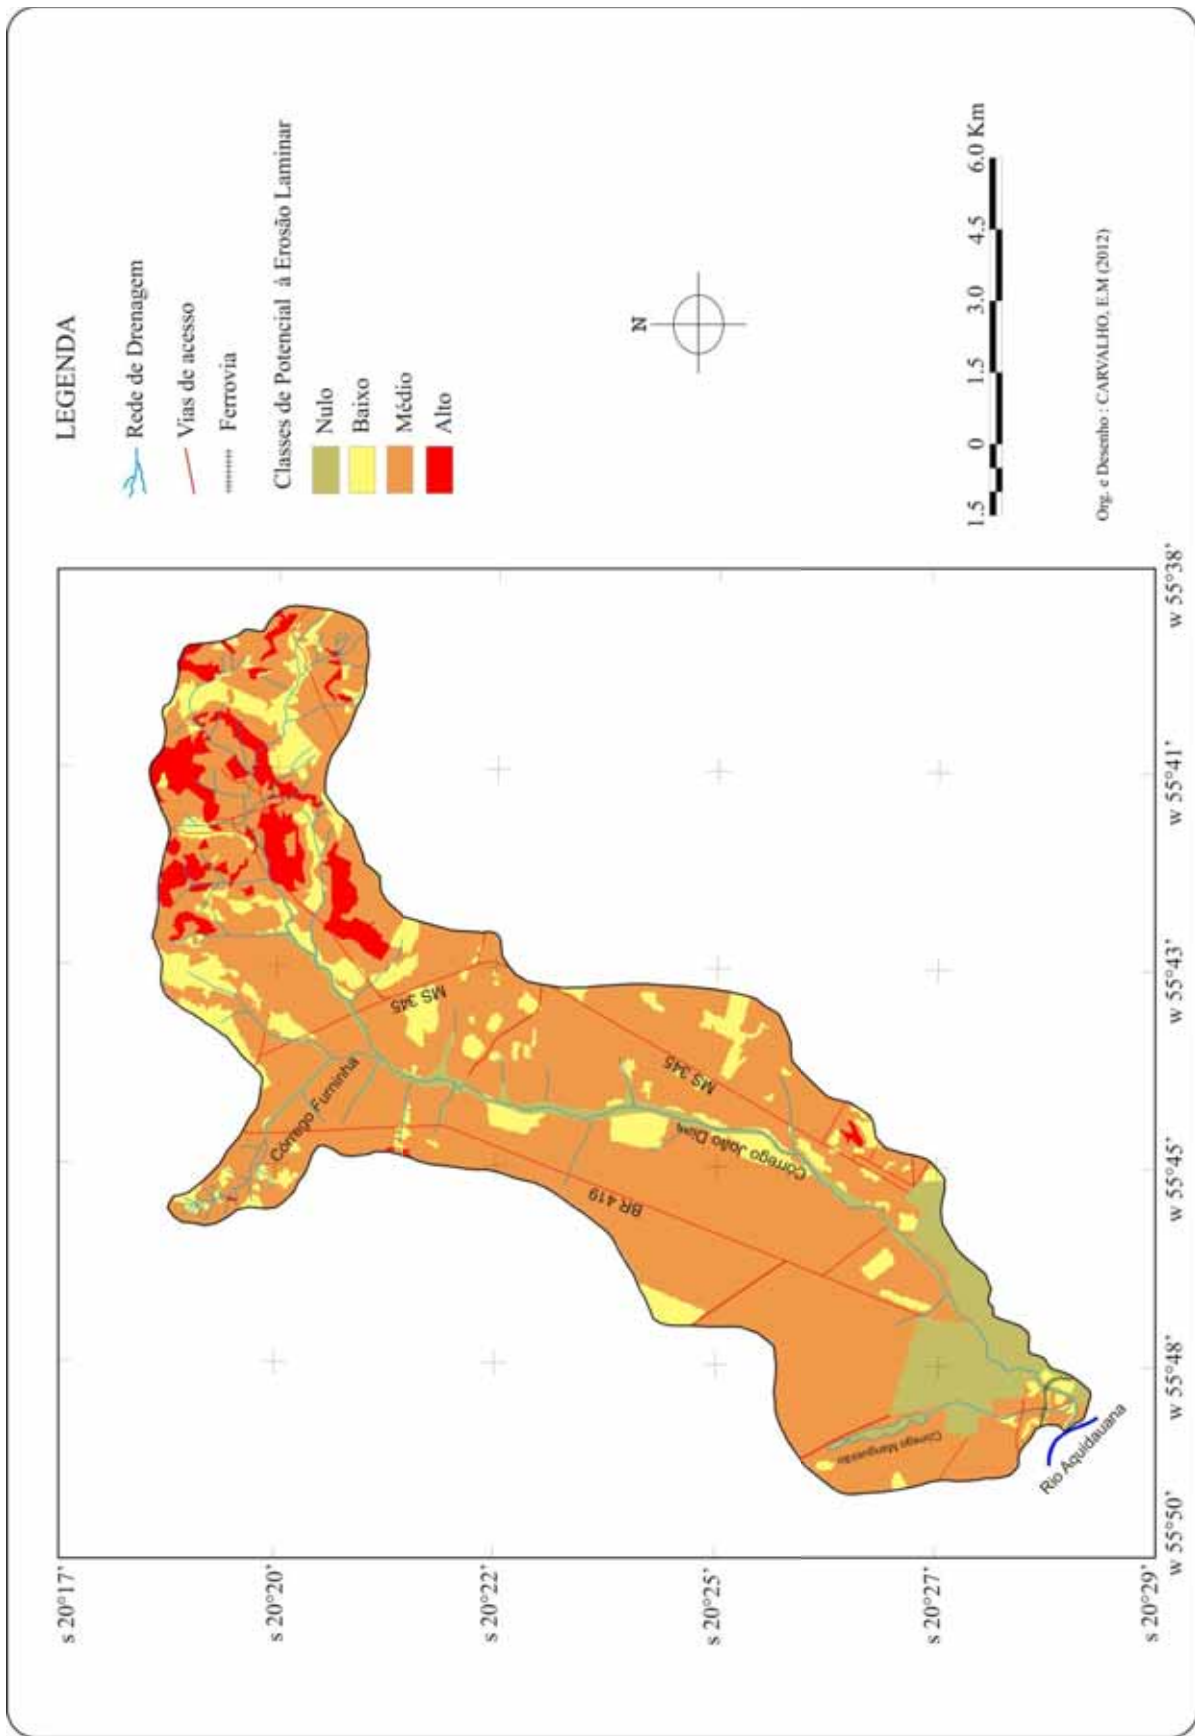 LEGENDA
Rede de Drenagem
Vias de acesso
Ferrovia
Classes de Potencial à Erosão Laminar
Nulo
Baixo
Médio
Alto
N
1.5 0 1.5 3.0 4.5 6.0 Km
Org. e Desenho : CARVALHO, E.M (2012)
s 20°17'
s 20°20'
s 20°22'
s 20°25'
s 20°27'
s 20°29'
w 55°50'
w 55°48'
w 55°45'
w 55°43'
w 55°41'
w 55°38'
Córrego Furninha
MS 345
MS 345
Córrego João Dias
BR 419
Córrego Mangueirão
Rio Aquidauana